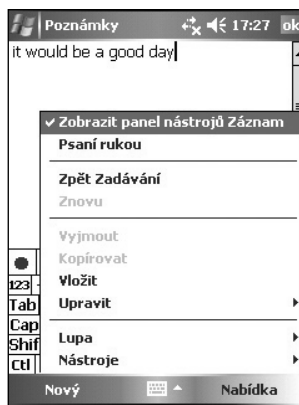 Poznámky 17:27 ok
it would be a good day
Zobrazit panel nástrojů Záznam
Psaní rukou
Zpět Zadávání
Znovu
Vyjmout
Kopírovat
Vložit
Upravit
Lupa
Nástroje
123
Tab
Cap
Shif
Ctl
Nový Nabídka